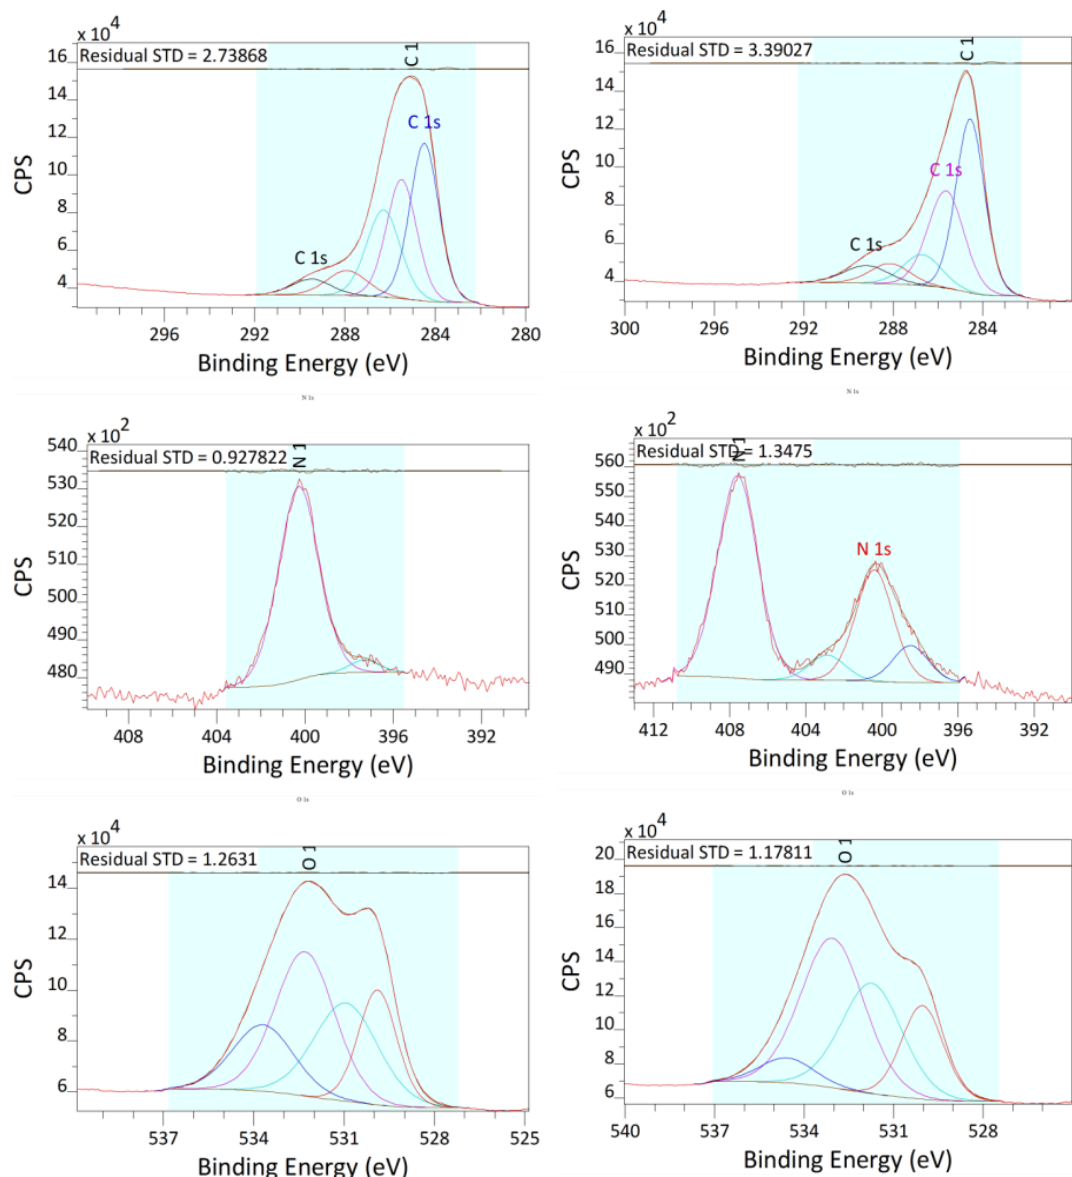 x 10⁴
Residual STD = 2.73868
C 1
C 1s
C 1s
16
14
12
10
8
6
4
CPS
296 292 288 284 280
Binding Energy (eV)
x 10⁴
Residual STD = 3.39027
C 1
C 1s
C 1s
16
14
12
10
8
6
4
CPS
300 296 292 288 284
Binding Energy (eV)
N 1s
x 10²
Residual STD = 0.927822
N 1
540
530
520
510
500
490
480
CPS
408 404 400 396 392
Binding Energy (eV)
N 1s
x 10²
Residual STD = 1.3475
N 1
N 1s
560
550
540
530
520
510
500
490
CPS
412 408 404 400 396
Binding Energy (eV)
O 1s
x 10⁴
Residual STD = 1.2631
O 1
14
12
10
8
6
CPS
537 534 531 528 525
Binding Energy (eV)
O 1s
x 10⁴
Residual STD = 1.17811
O 1
20
18
16
14
12
10
8
6
CPS
540 537 534 531 528
Binding Energy (eV)